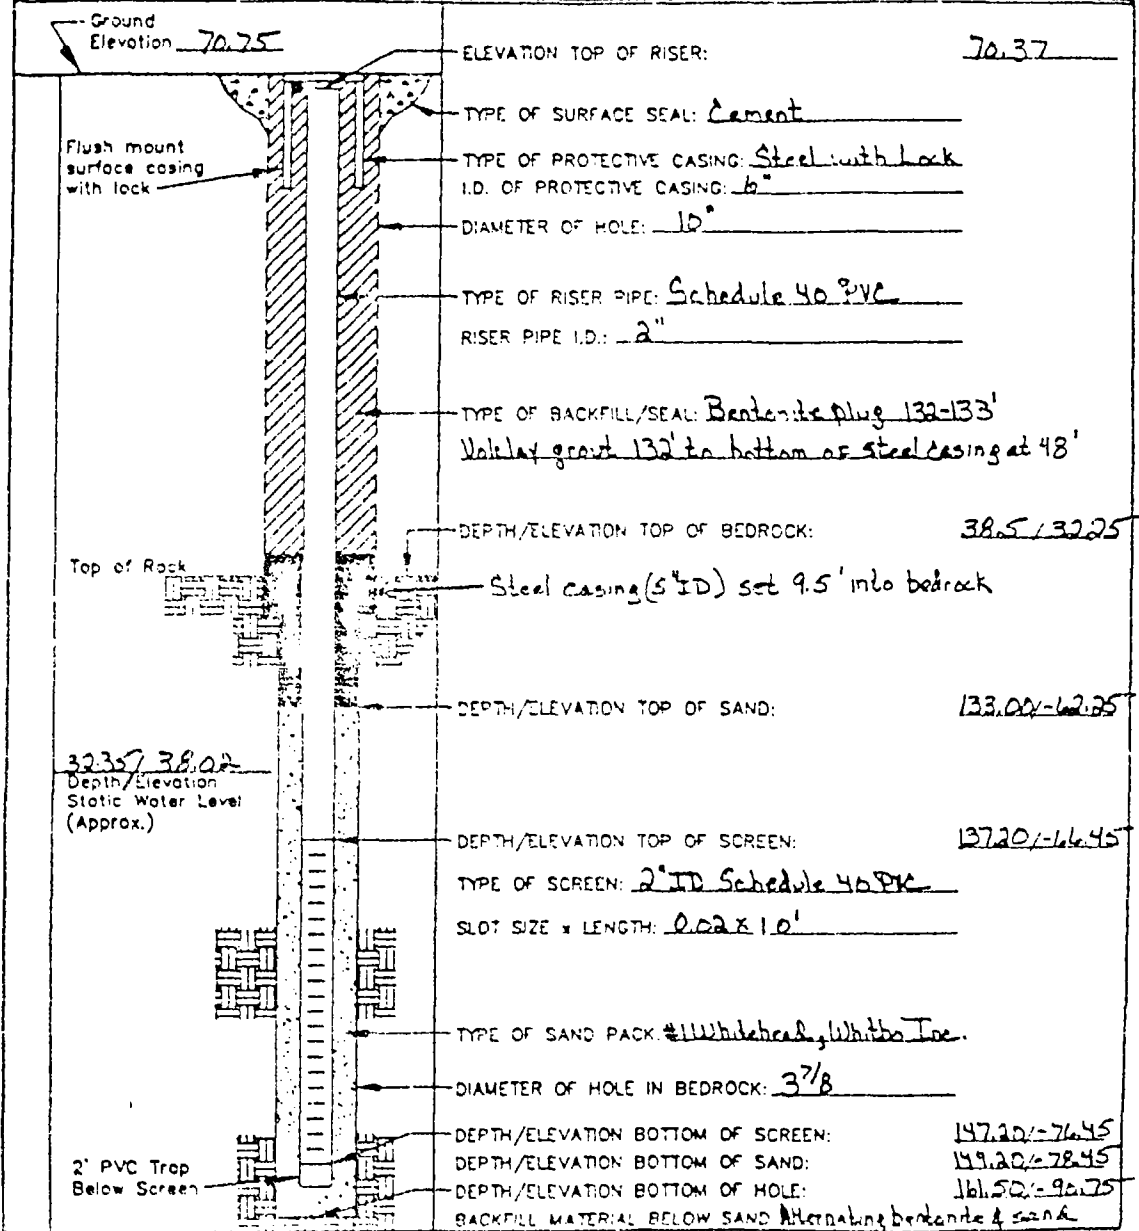 Ground
Elevation 70.75
ELEVATION TOP OF RISER: 70.37
TYPE OF SURFACE SEAL: Cement
Flush mount
surface casing
with lock
TYPE OF PROTECTIVE CASING: Steel with Lock
I.D. OF PROTECTIVE CASING: 6"
DIAMETER OF HOLE: 10"
TYPE OF RISER PIPE: Schedule 40 PVC
RISER PIPE I.D.: 2"
TYPE OF BACKFILL/SEAL: Bentonite plug 132-133'
Volclay grout 132' to bottom of steel casing at 48'
DEPTH/ELEVATION TOP OF BEDROCK: 38.5 / 32.25
Top of Rock
Steel casing (5" ID) set 9.5' into bedrock
DEPTH/ELEVATION TOP OF SAND: 133.00/-62.25
32.35 / 38.02
Depth/Elevation
Static Water Level
(Approx.)
DEPTH/ELEVATION TOP OF SCREEN: 137.20/-66.45
TYPE OF SCREEN: 2" ID Schedule 40 PVC
SLOT SIZE x LENGTH: 0.02 x 10'
TYPE OF SAND PACK: #1 Whitehead, Inc.
DIAMETER OF HOLE IN BEDROCK: 3 7/8
DEPTH/ELEVATION BOTTOM OF SCREEN: 147.20/-76.45
2' PVC Trap
Below Screen
DEPTH/ELEVATION BOTTOM OF SAND: 149.20/-78.45
DEPTH/ELEVATION BOTTOM OF HOLE: 161.50/-90.75
BACKFILL MATERIAL BELOW SAND Alternating bentonite & sand